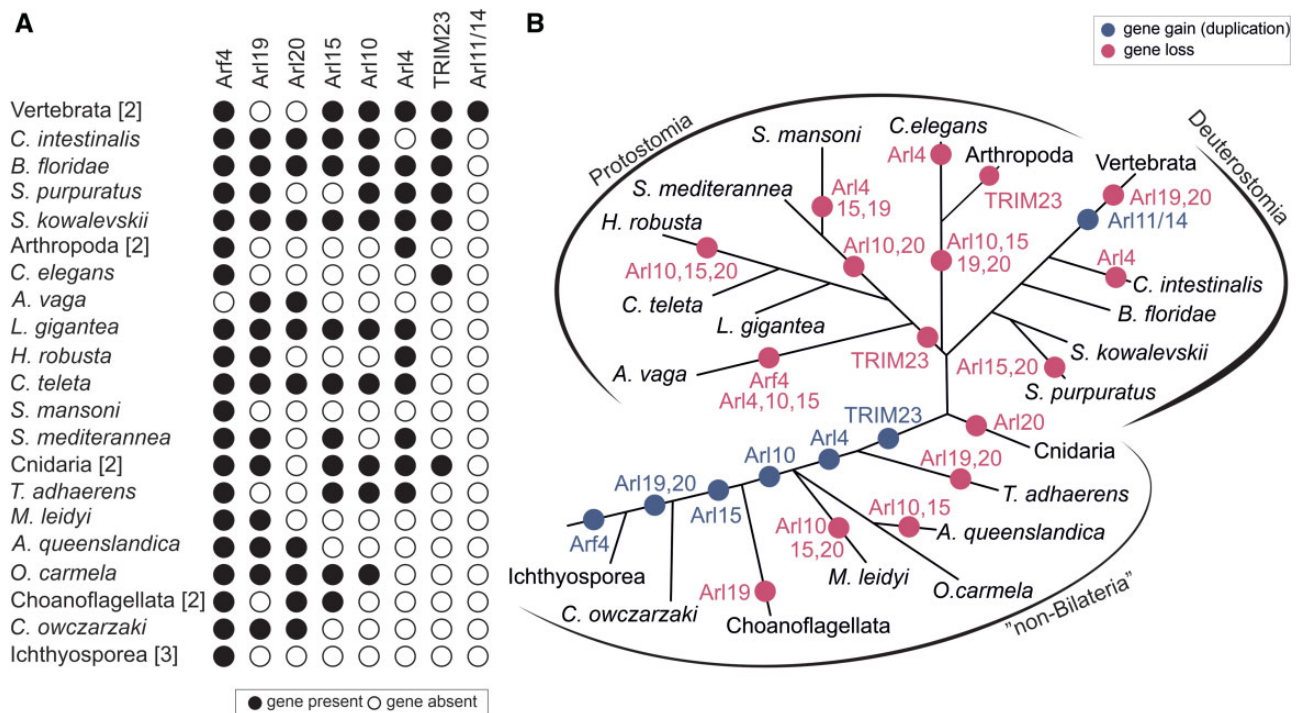 A
Arf4
Arl19
Arl20
Arl15
Arl10
Arl4
TRIM23
Arl11/14
Vertebrata [2]
C. intestinalis
B. floridae
S. purpuratus
S. kowalevskii
Arthropoda [2]
C. elegans
A. vaga
L. gigantea
H. robusta
C. teleta
S. mansoni
S. mediterannea
Cnidaria [2]
T. adhaerens
M. leidyi
A. queenslandica
O. carmela
Choanoflagellata [2]
C. owczarzaki
Ichthyosporea [3]
gene present
gene absent
B
gene gain (duplication)
gene loss
Protostomia
Deuterostomia
"non-Bilateria"
S. mansoni
Arl4
15,19
S. mediterannea
Arl10,20
H. robusta
Arl10,15,20
C. teleta
L. gigantea
A. vaga
Arf4
Arl4,10,15
TRIM23
C.elegans
Arl4
Arthropoda
TRIM23
Arl10,15
19,20
Vertebrata
Arl19,20
Arl11/14
Arl4
C. intestinalis
B. floridae
S. kowalevskii
Arl15,20
S. purpuratus
Arl20
Cnidaria
TRIM23
Arl4
Arl19,20
T. adhaerens
Arl10
Arl10,15
A. queenslandica
O.carmela
Arl10
15,20
M. leidyi
Arl15
Arl19
Choanoflagellata
Arl19,20
C. owczarzaki
Arf4
Ichthyosporea